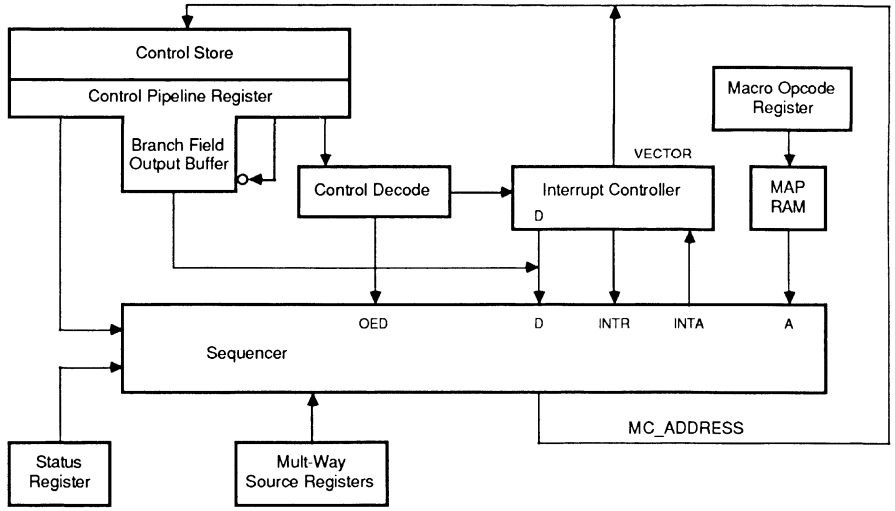 Control Store
Control Pipeline Register
Macro Opcode
Register
Branch Field
Output Buffer
VECTOR
Control Decode
Interrupt Controller
D
MAP
RAM
OED
D
INTR
INTA
A
Sequencer
MC_ADDRESS
Status
Register
Mult-Way
Source Registers